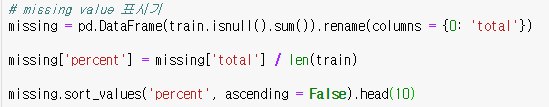 # missing value 표시기
missing = pd.DataFrame(train.isnull().sum()).rename(columns = {0: 'total'})
missing['percent'] = missing['total'] / len(train)
missing.sort_values('percent', ascending = False).head(10)